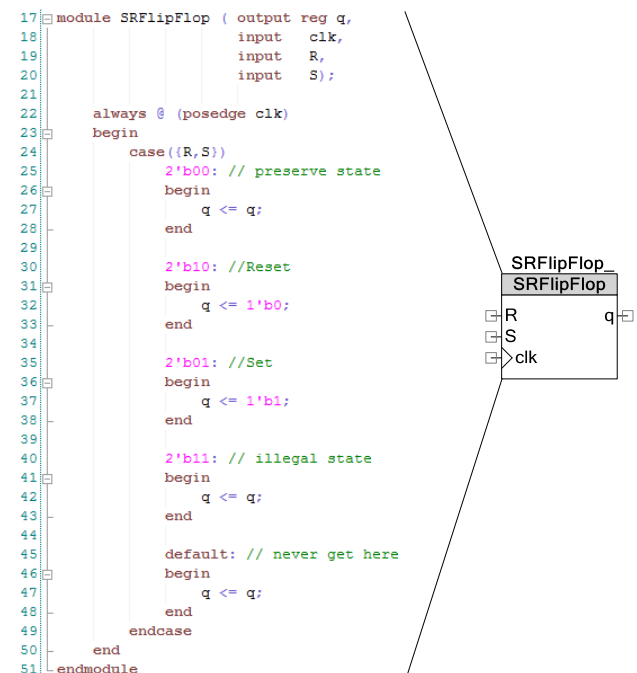 17 module SRFlipFlop ( output reg q,
18                     input   clk,
19                     input   R,
20                     input   S);
21
22     always @ (posedge clk)
23     begin
24         case({R,S})
25             2'b00: // preserve state
26             begin
27                 q <= q;
28             end
29
30             2'b10: //Reset
31             begin
32                 q <= 1'b0;
33             end
34
35             2'b01: //Set
36             begin
37                 q <= 1'b1;
38             end
39
40             2'b11: // illegal state
41             begin
42                 q <= q;
43             end
44
45             default: // never get here
46             begin
47                 q <= q;
48             end
49         endcase
50     end
51 endmodule
SRFlipFlop_
SRFlipFlop
R q
S
clk